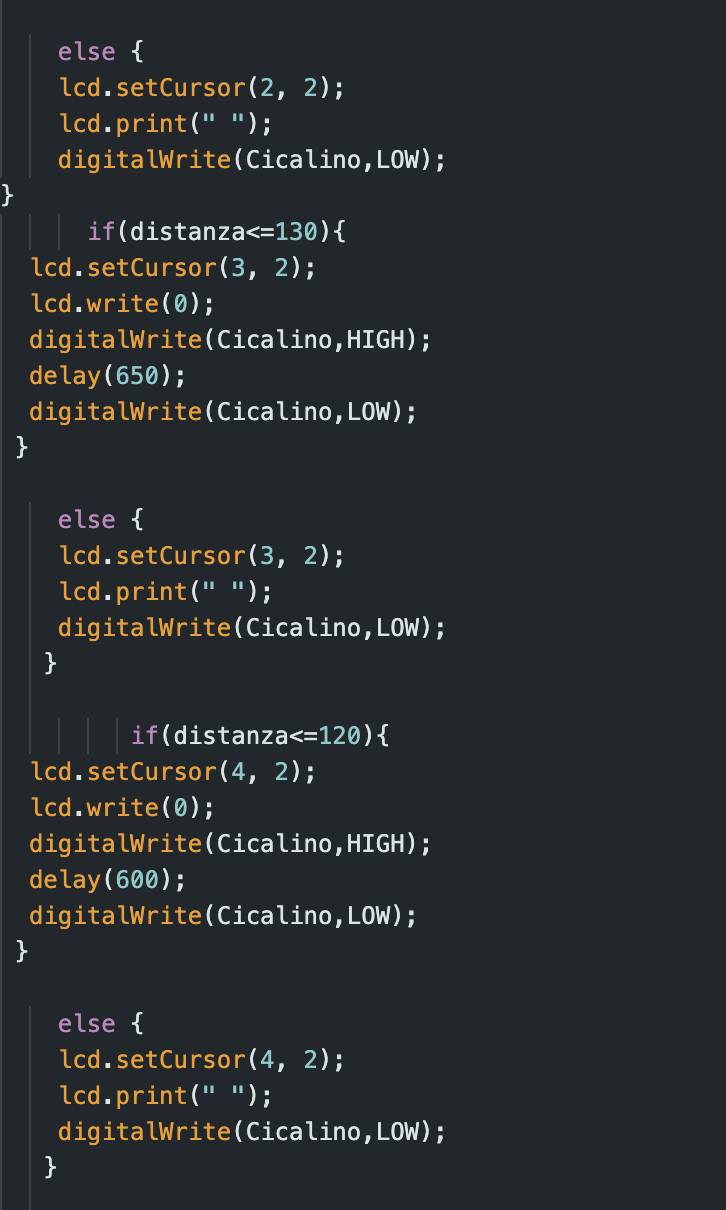 else {
lcd.setCursor(2, 2);
lcd.print(" ");
digitalWrite(Cicalino,LOW);
}
if(distanza<=130){
lcd.setCursor(3, 2);
lcd.write(0);
digitalWrite(Cicalino,HIGH);
delay(650);
digitalWrite(Cicalino,LOW);
}
else {
lcd.setCursor(3, 2);
lcd.print(" ");
digitalWrite(Cicalino,LOW);
}
if(distanza<=120){
lcd.setCursor(4, 2);
lcd.write(0);
digitalWrite(Cicalino,HIGH);
delay(600);
digitalWrite(Cicalino,LOW);
}
else {
lcd.setCursor(4, 2);
lcd.print(" ");
digitalWrite(Cicalino,LOW);
}